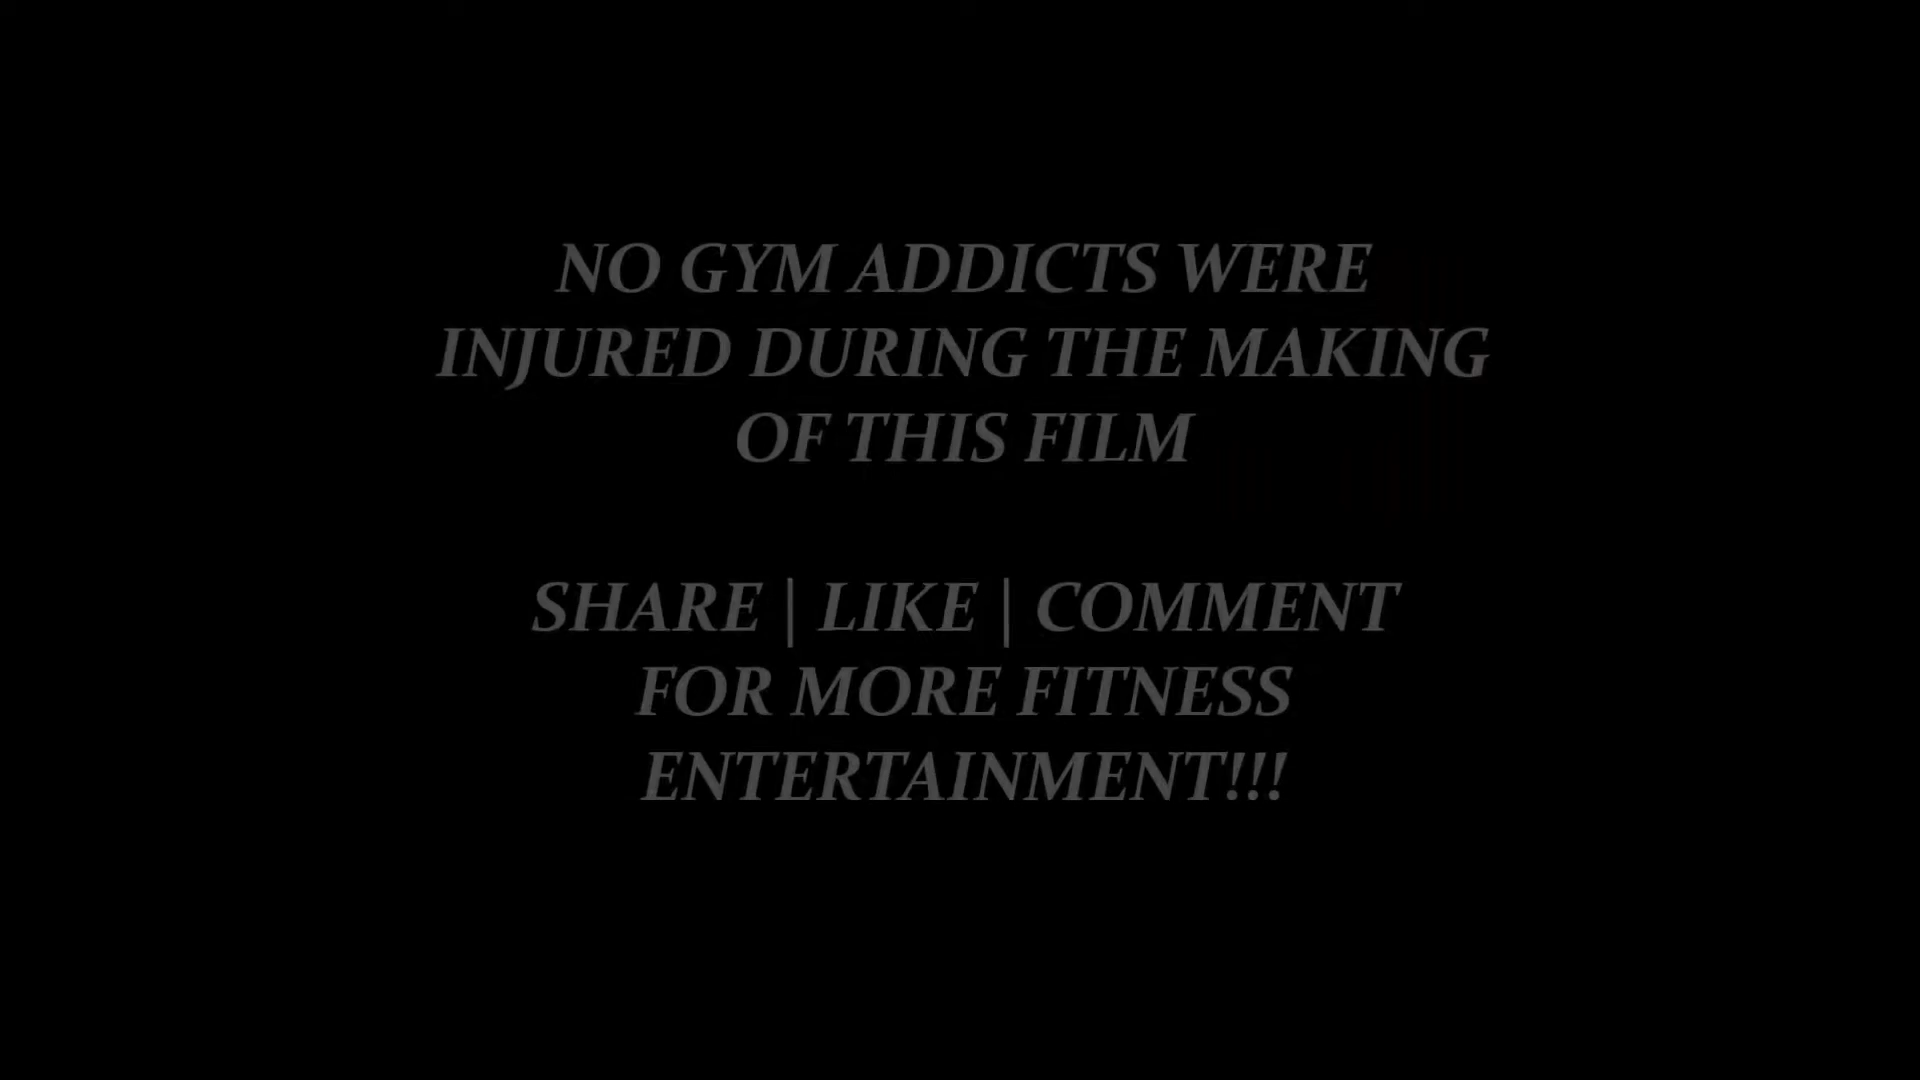 NO GYM ADDICTS WERE
INJURED DURING THE MAKING
OF THIS FILM
SHARE | LIKE | COMMENT
FOR MORE FITNESS
ENTERTAINMENT!!!